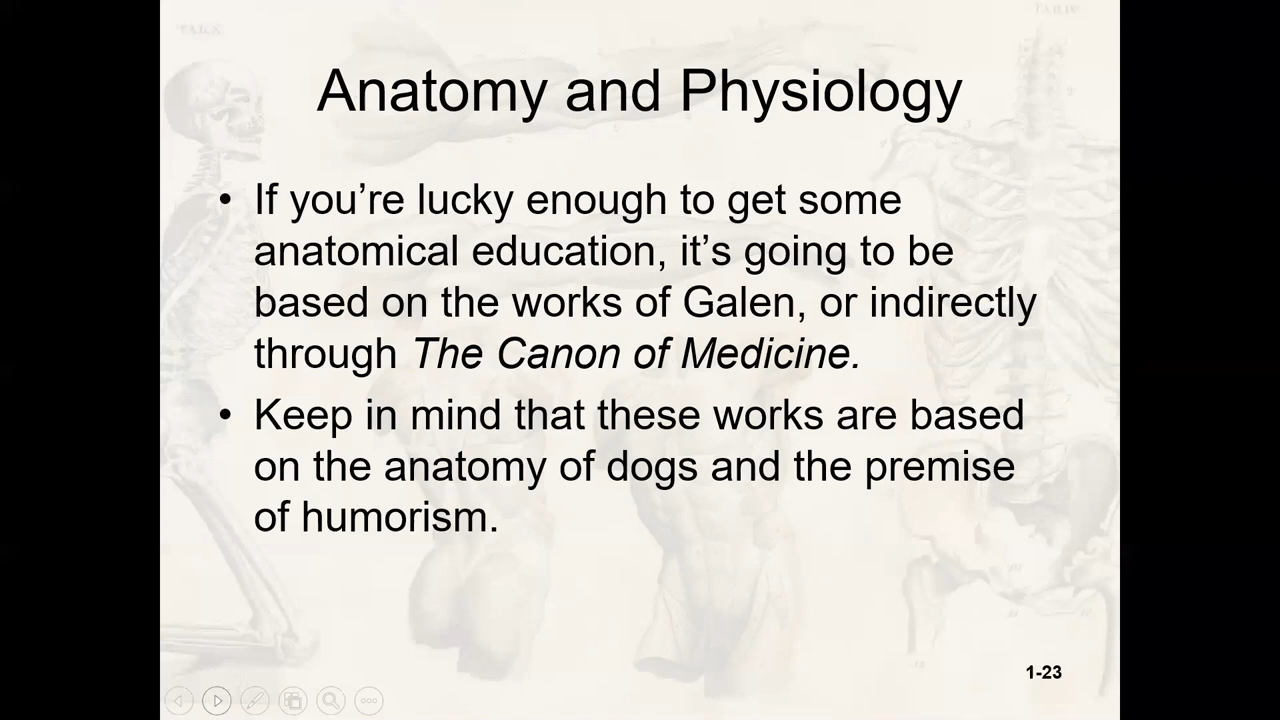 Anatomy and Physiology
• If you’re lucky enough to get some
anatomical education, it’s going to be
based on the works of Galen, or indirectly
through The Canon of Medicine.
• Keep in mind that these works are based
on the anatomy of dogs and the premise
of humorism.
1-23